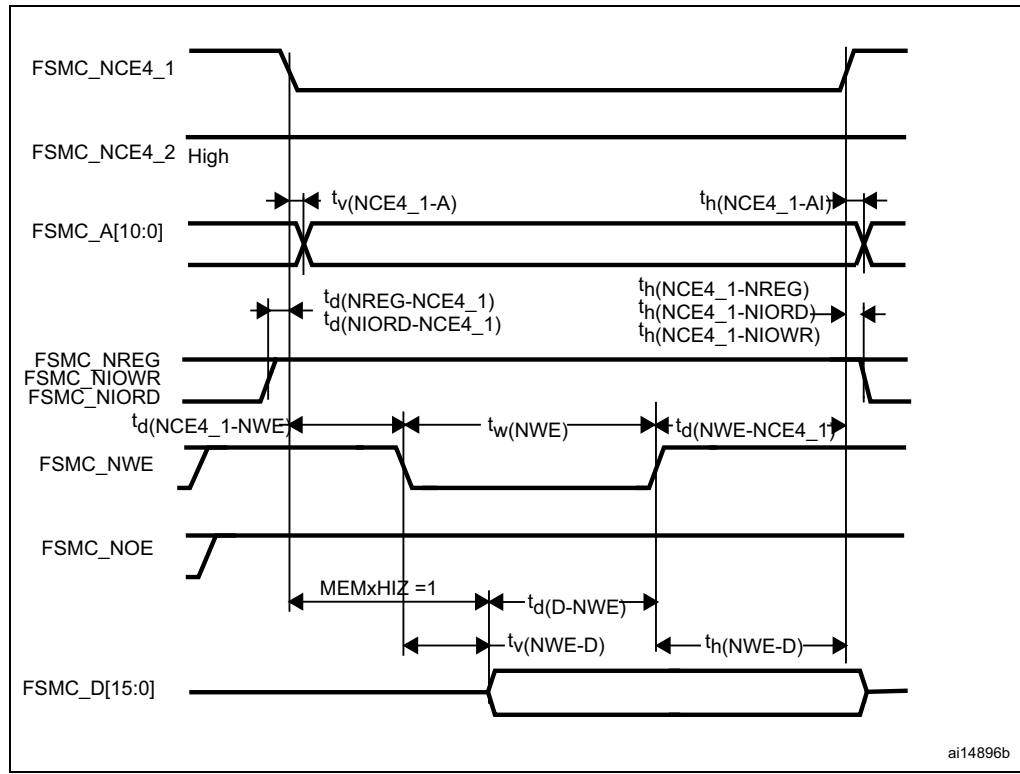 FSMC_NCE4_1
FSMC_NCE4_2 High
tv(NCE4_1-A)
th(NCE4_1-AI)
FSMC_A[10:0]
td(NREG-NCE4_1)
td(NIORD-NCE4_1)
th(NCE4_1-NREG)
th(NCE4_1-NIORD)
th(NCE4_1-NIOWR)
FSMC_NREG
FSMC_NIOWR
FSMC_NIORD
td(NCE4_1-NWE)
tw(NWE)
td(NWE-NCE4_1)
FSMC_NWE
FSMC_NOE
MEMxHIZ =1
td(D-NWE)
tv(NWE-D)
th(NWE-D)
FSMC_D[15:0]
ai14896b